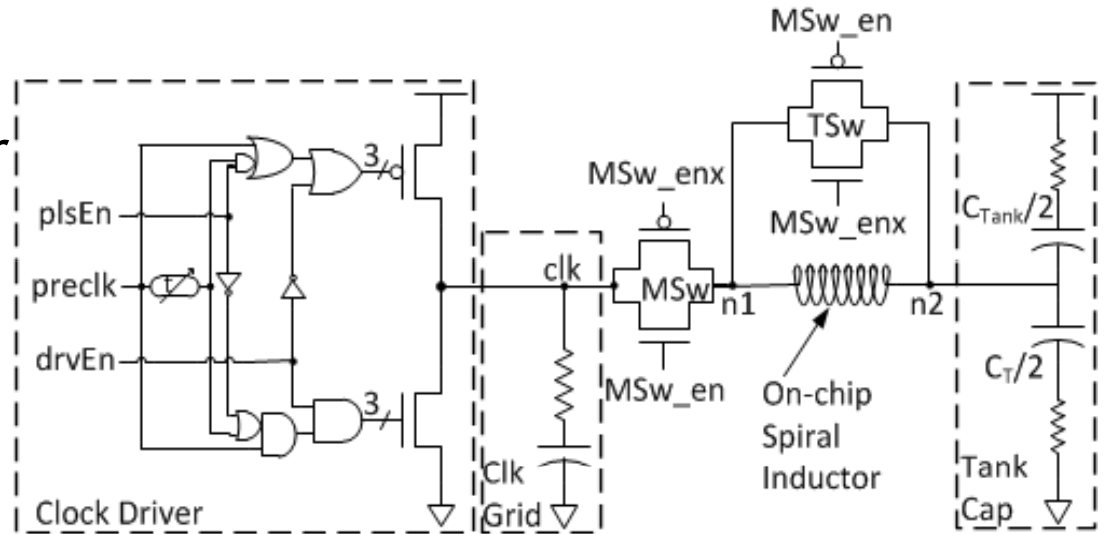 r
MSw_en
TSw
MSw_enx
MSw_enx
3
plsEn
preclk
t
drvEn
3
Clock Driver
clk
Clk
Grid
MSw
MSw_en
n1
n2
On-chip
Spiral
Inductor
C_Tank/2
C_T/2
Tank
Cap